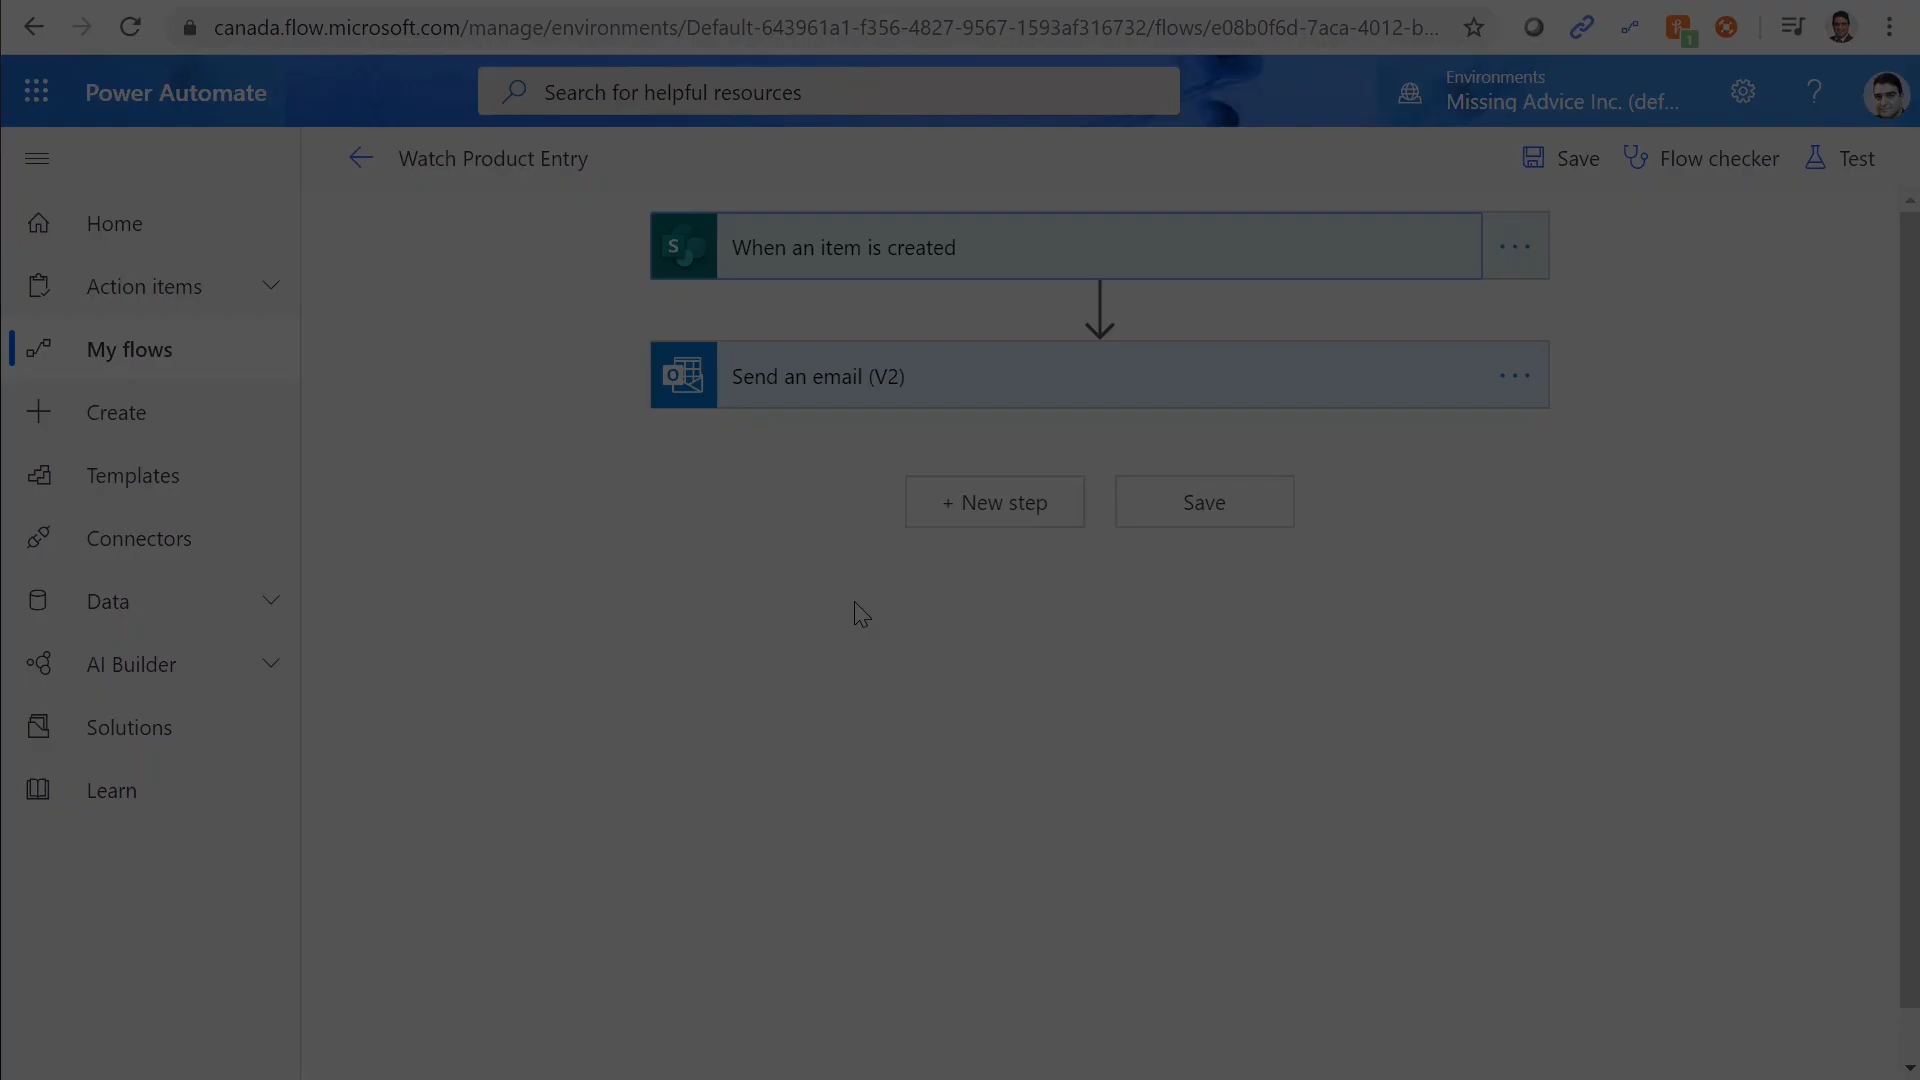 canada.flow.microsoft.com/manage/environments/Default-643961a1-f356-4827-9567-1593af316732/flows/e08b0f6d-7aca-4012-b...
1
Power Automate
Search for helpful resources
Environments
Missing Advice Inc. (def...
?
Watch Product Entry
Save
Flow checker
Test
Home
Action items
My flows
Create
Templates
Connectors
Data
AI Builder
Solutions
Learn
S
When an item is created
...
O
Send an email (V2)
...
+ New step
Save